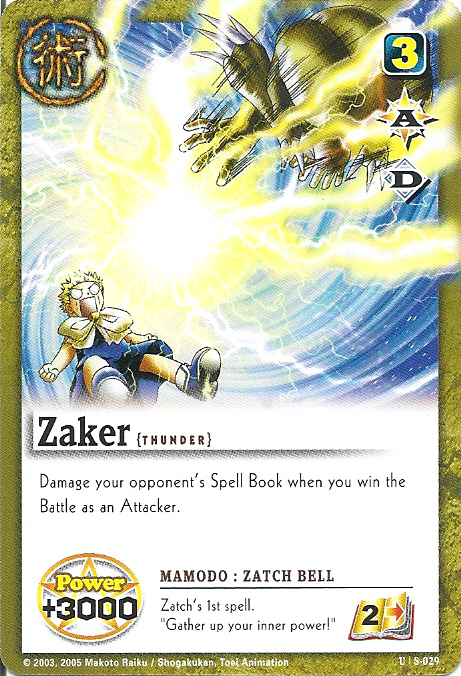 術
3
A
D
Zaker {THUNDER}
Damage your opponent's Spell Book when you win the
Battle as an Attacker.
Power
+3000
MAMODO : ZATCH BELL
Zatch's 1st spell.
"Gather up your inner power!"
2
© 2003, 2005 Makoto Raiku / Shogakukan, Toei Animation
U | S-029